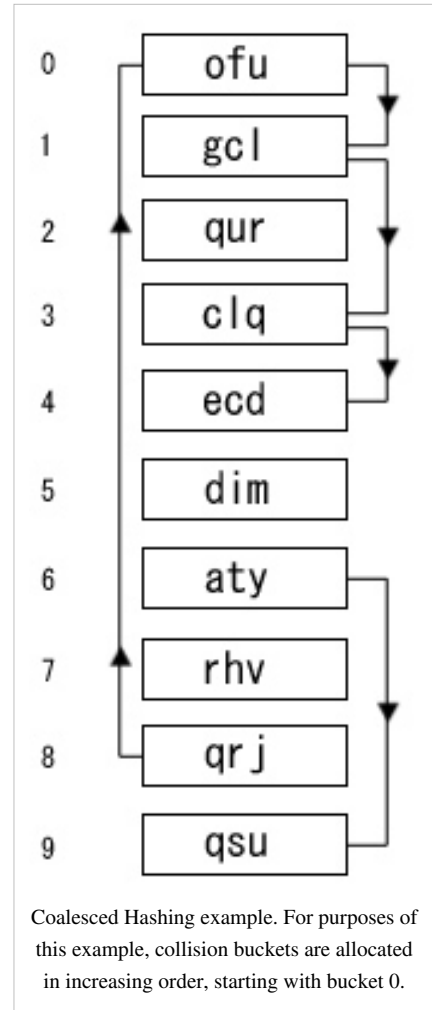 0 ofu
1 gcl
2 qur
3 clq
4 ecd
5 dim
6 aty
7 rhv
8 qrj
9 qsu
Coalesced Hashing example. For purposes of
this example, collision buckets are allocated
in increasing order, starting with bucket 0.